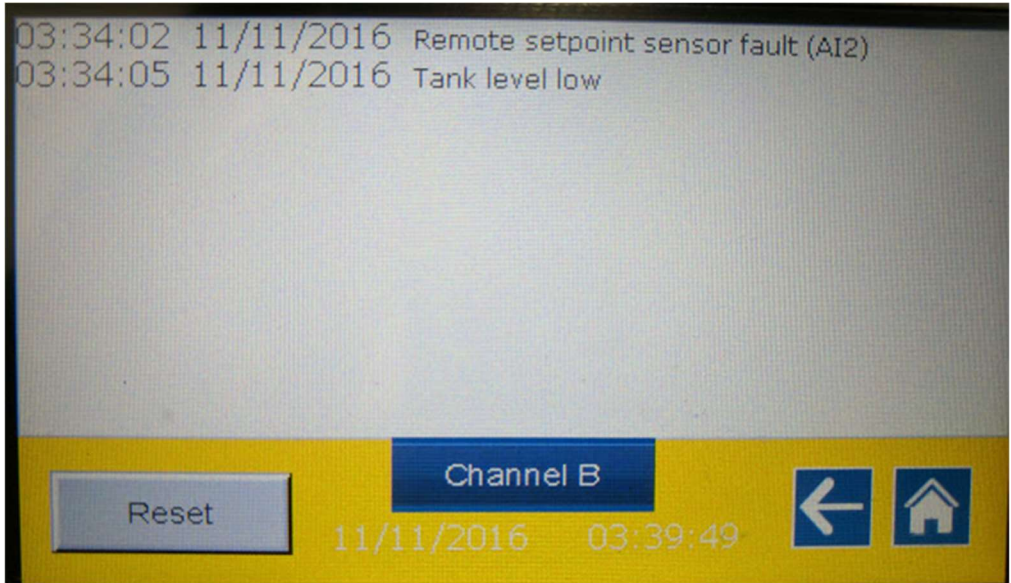 03:34:02 11/11/2016 Remote setpoint sensor fault (AI2)
03:34:05 11/11/2016 Tank level low
Channel B
Reset
11/11/2016 03:39:49